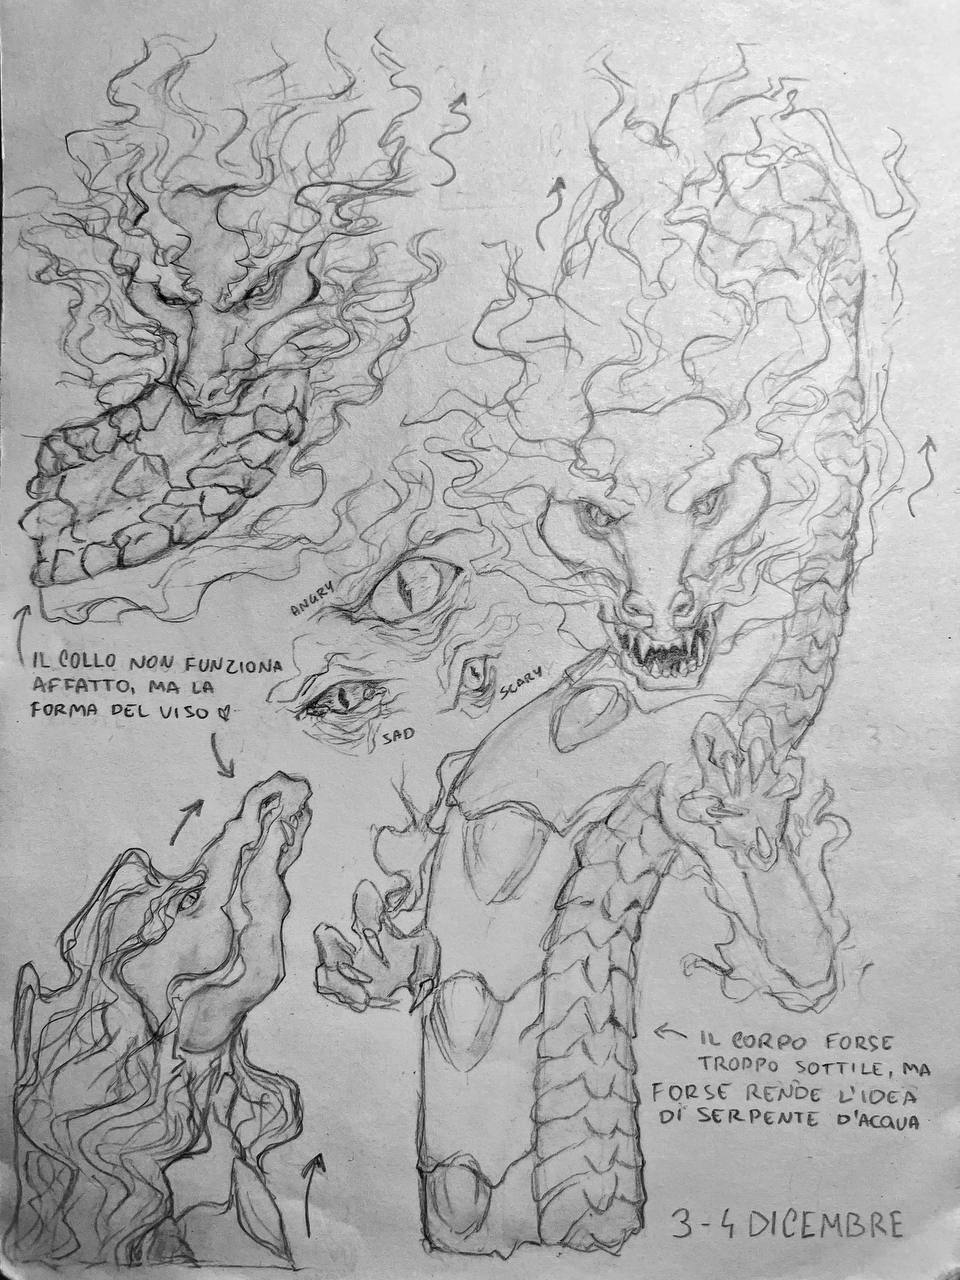 ANGRY
SCARY
SAD
IL COLLO NON FUNZIONA
AFFATTO, MA LA
FORMA DEL VISO
IL CORPO FORSE
TROPPO SOTTILE, MA
FORSE RENDE L'IDEA
DI SERPENTE D'ACQUA
3-4 DICEMBRE